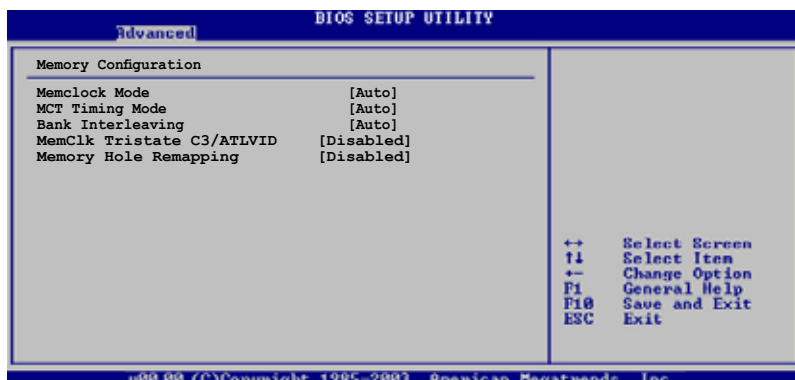 BIOS SETUP UTILITY
Advanced
Memory Configuration
Memclock Mode [Auto]
MCT Timing Mode [Auto]
Bank Interleaving [Auto]
MemClk Tristate C3/ATLVID [Disabled]
Memory Hole Remapping [Disabled]
↔ Select Screen
↑↓ Select Item
+- Change Option
F1 General Help
F10 Save and Exit
ESC Exit
v00.00 (C)Copyright 1985-2003, American Megatrends, Inc.